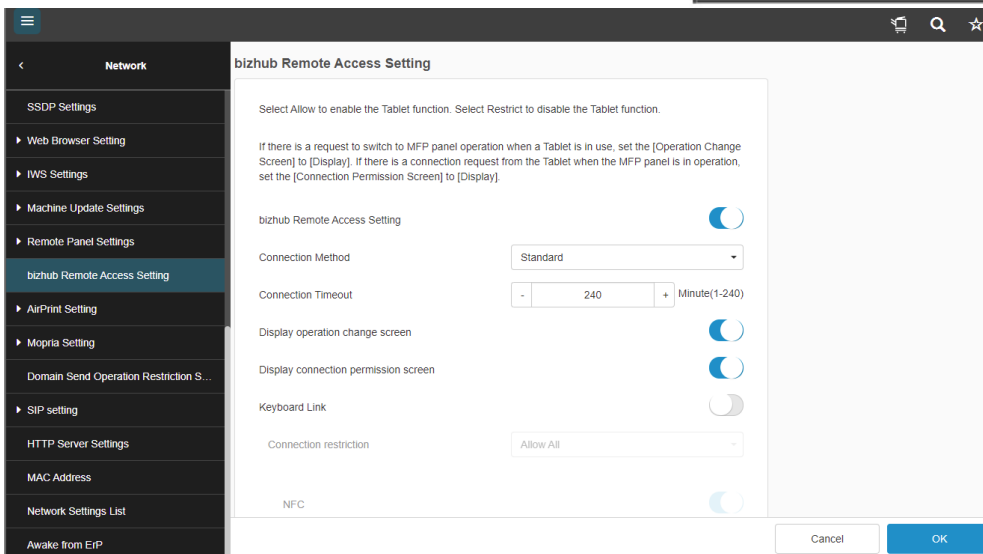 Network
SSDP Settings
Web Browser Setting
IWS Settings
Machine Update Settings
Remote Panel Settings
bizhub Remote Access Setting
AirPrint Setting
Mopria Setting
Domain Send Operation Restriction S...
SIP setting
HTTP Server Settings
MAC Address
Network Settings List
Awake from ErP
bizhub Remote Access Setting
Select Allow to enable the Tablet function. Select Restrict to disable the Tablet function.
If there is a request to switch to MFP panel operation when a Tablet is in use, set the [Operation Change
Screen] to [Display]. If there is a connection request from the Tablet when the MFP panel is in operation,
set the [Connection Permission Screen] to [Display].
bizhub Remote Access Setting
Connection Method Standard
Connection Timeout - 240 + Minute(1-240)
Display operation change screen
Display connection permission screen
Keyboard Link
Connection restriction Allow All
NFC
Cancel OK